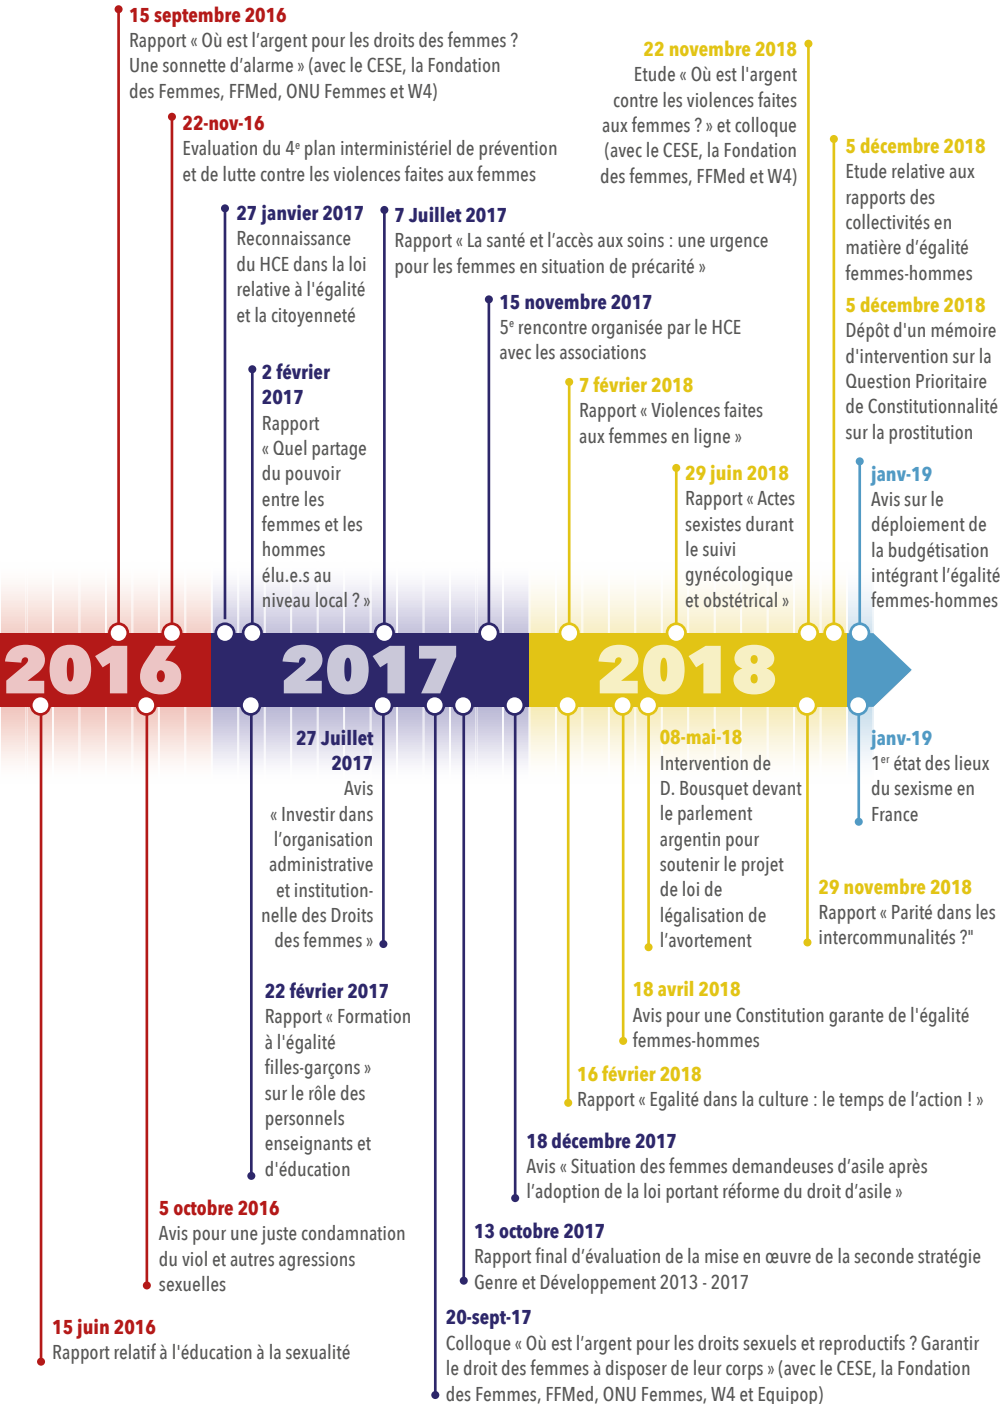 15 septembre 2016
Rapport « Où est l’argent pour les droits des femmes ?
Une sonnette d’alarme » (avec le CESE, la Fondation
des Femmes, FFMed, ONU Femmes et W4)
22-nov-16
Evaluation du 4e plan interministériel de prévention
et de lutte contre les violences faites aux femmes
27 janvier 2017
Reconnaissance
du HCE dans la loi
relative à l'égalité
et la citoyenneté
2 février
2017
Rapport
« Quel partage
du pouvoir
entre les
femmes et les
hommes
élu.e.s au
niveau local ? »
7 Juillet 2017
Rapport « La santé et l’accès aux soins : une urgence
pour les femmes en situation de précarité »
15 novembre 2017
5e rencontre organisée par le HCE
avec les associations
7 février 2018
Rapport « Violences faites
aux femmes en ligne »
29 juin 2018
Rapport « Actes
sexistes durant
le suivi
gynécologique
et obstétrical »
22 novembre 2018
Etude « Où est l'argent
contre les violences faites
aux femmes ? » et colloque
(avec le CESE, la Fondation
des femmes, FFMed et W4)
5 décembre 2018
Etude relative aux
rapports des
collectivités en
matière d’égalité
femmes-hommes
5 décembre 2018
Dépôt d'un mémoire
d'intervention sur la
Question Prioritaire
de Constitutionnalité
sur la prostitution
janv-19
Avis sur le
déploiement de
la budgétisation
intégrant l’égalité
femmes-hommes
2016
2017
2018
27 Juillet
2017
Avis
« Investir dans
l’organisation
administrative
et institution-
nelle des Droits
des femmes »
22 février 2017
Rapport « Formation
à l'égalité
filles-garçons »
sur le rôle des
personnels
enseignants et
d'éducation
5 octobre 2016
Avis pour une juste condamnation
du viol et autres agressions
sexuelles
15 juin 2016
Rapport relatif à l'éducation à la sexualité
08-mai-18
Intervention de
D. Bousquet devant
le parlement
argentin pour
soutenir le projet
de loi de
légalisation de
l’avortement
janv-19
1er état des lieux
du sexisme en
France
29 novembre 2018
Rapport « Parité dans les
intercommunalités ?"
18 avril 2018
Avis pour une Constitution garante de l'égalité
femmes-hommes
16 février 2018
Rapport « Egalité dans la culture : le temps de l’action ! »
18 décembre 2017
Avis « Situation des femmes demandeuses d’asile après
l’adoption de la loi portant réforme du droit d’asile »
13 octobre 2017
Rapport final d’évaluation de la mise en œuvre de la seconde stratégie
Genre et Développement 2013 - 2017
20-sept-17
Colloque « Où est l’argent pour les droits sexuels et reproductifs ? Garantir
le droit des femmes à disposer de leur corps » (avec le CESE, la Fondation
des Femmes, FFMed, ONU Femmes, W4 et Equipop)